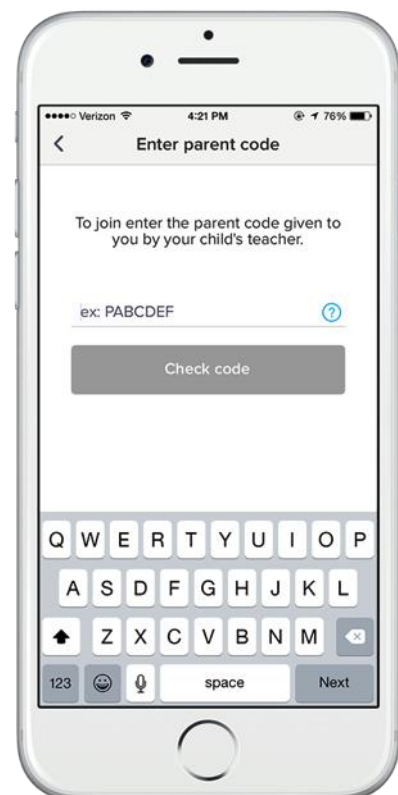 Verizon 4:21 PM 76%
Enter parent code
To join enter the parent code given to
you by your child's teacher.
ex: PABCDEF ?
Check code
Q W E R T Y U I O P
A S D F G H J K L
Z X C V B N M
123 space Next